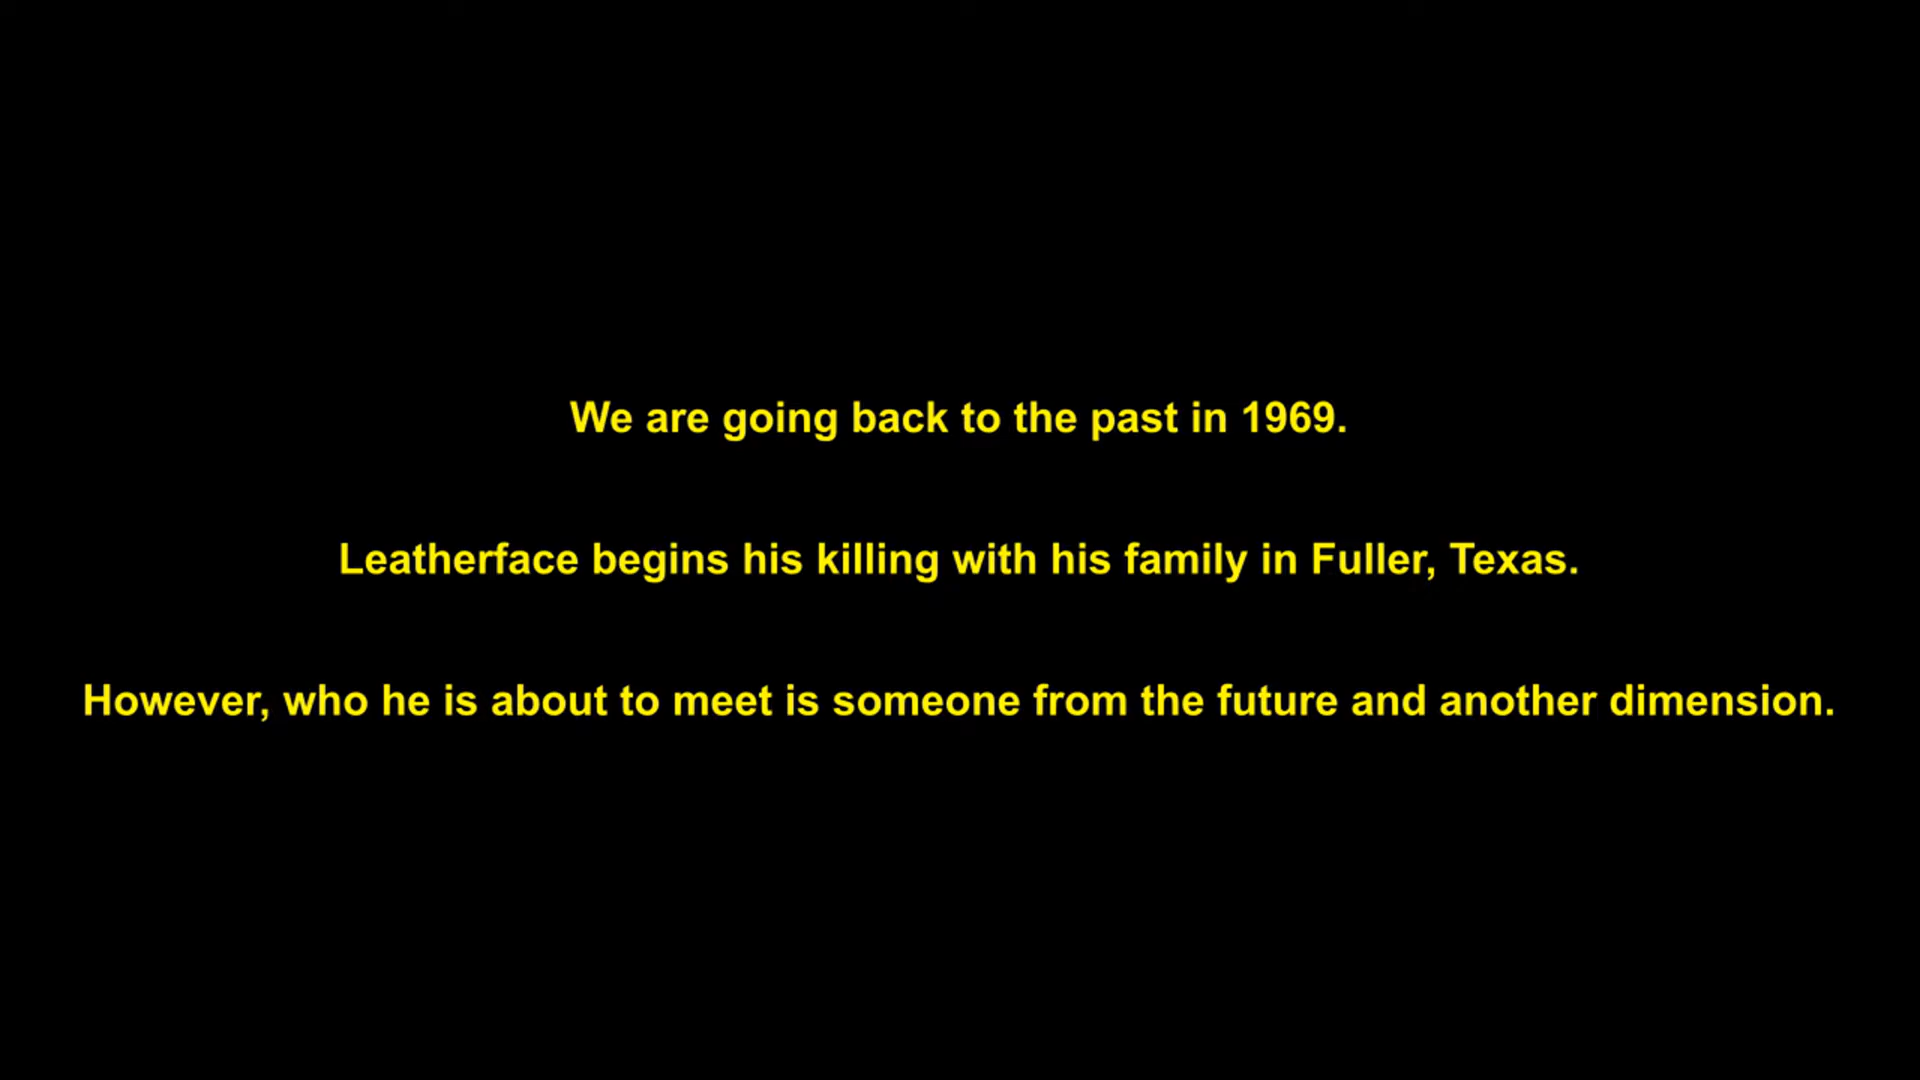 We are going back to the past in 1969.
Leatherface begins his killing with his family in Fuller, Texas.
However, who he is about to meet is someone from the future and another dimension.